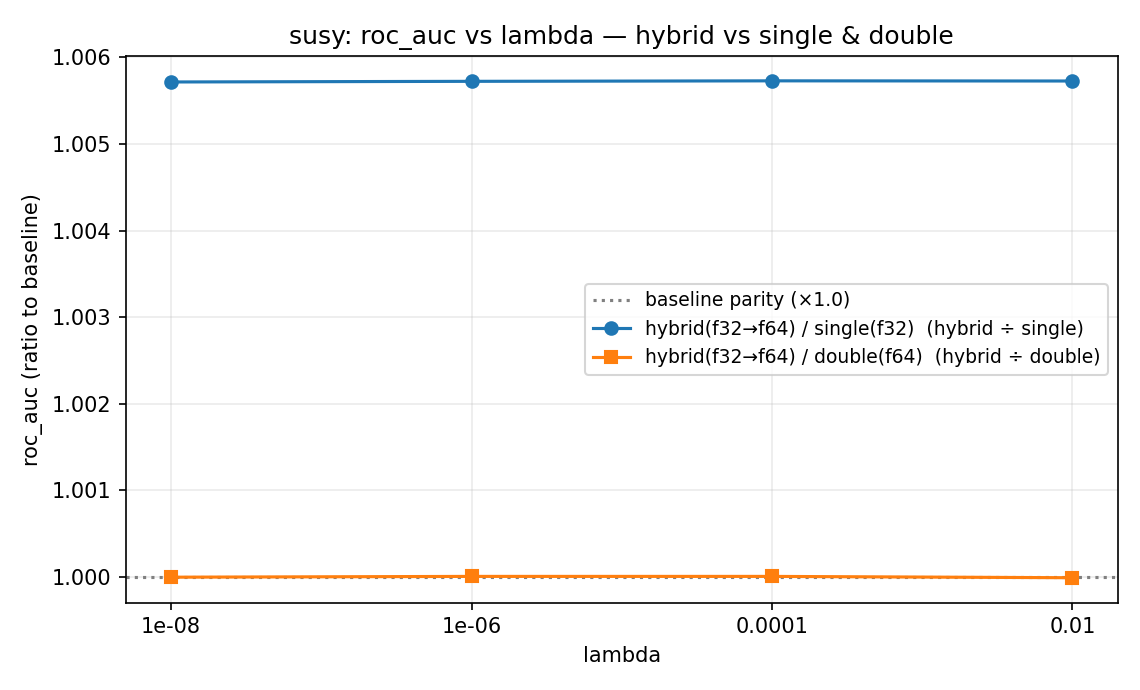 susy: roc_auc vs lambda — hybrid vs single & double
roc_auc (ratio to baseline)
1.006
1.005
1.004
1.003
1.002
1.001
1.000
baseline parity (×1.0)
hybrid(f32→f64) / single(f32)  (hybrid ÷ single)
hybrid(f32→f64) / double(f64)  (hybrid ÷ double)
1e-08
1e-06
0.0001
0.01
lambda